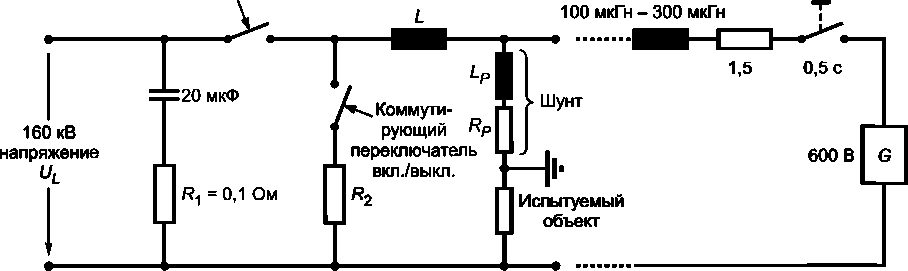 L
100 мкГн – 300 мкГн
1,5
0,5 с
20 мкФ
L_P
Шунт
R_P
Коммути-
рующий
переключатель
вкл./выкл.
160 кВ
напряжение
U_L
600 В
G
R_1 = 0,1 Ом
R_2
Испытуемый
объект